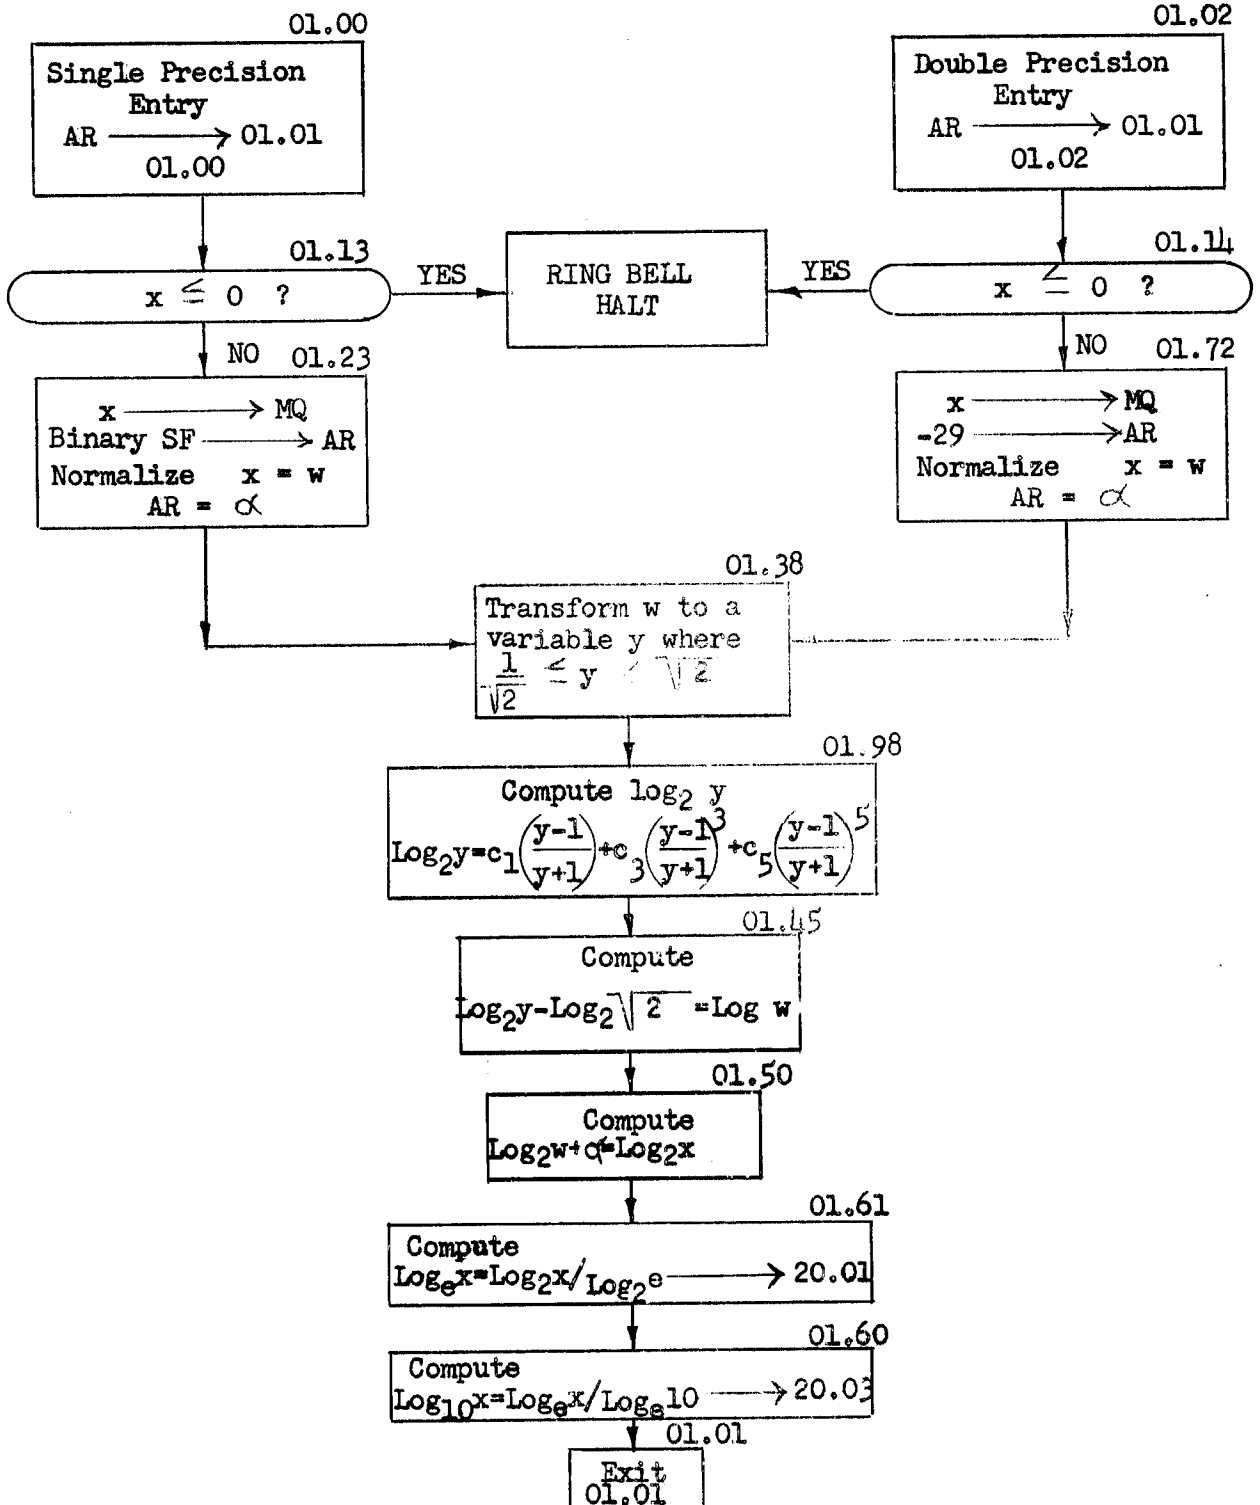 01.00
Single Precision
Entry
AR → 01.01
01.00
01.02
Double Precision
Entry
AR → 01.01
01.02
01.13
x ≤ 0 ?
YES
RING BELL
HALT
YES
01.14
x ≤ 0 ?
NO
01.23
x → MQ
Binary SF → AR
Normalize x = w
AR = α
NO
01.72
x → MQ
-29 → AR
Normalize x = w
AR = α
01.38
Transform w to a
variable y where
1/√2 ≤ y < √2
01.98
Compute log₂ y
Log₂y=c₁((y-1)/(y+1))+c₃((y-1)/(y+1))³+c₅((y-1)/(y+1))⁵
01.45
Compute
Log₂y-Log₂√2 =Log w
01.50
Compute
Log₂w+α=Log₂x
01.61
Compute
Logₑx=Log₂x/Log₂e → 20.01
01.60
Compute
Log₁₀x=Logₑx/Logₑ10 → 20.03
01.01
Exit
01.01